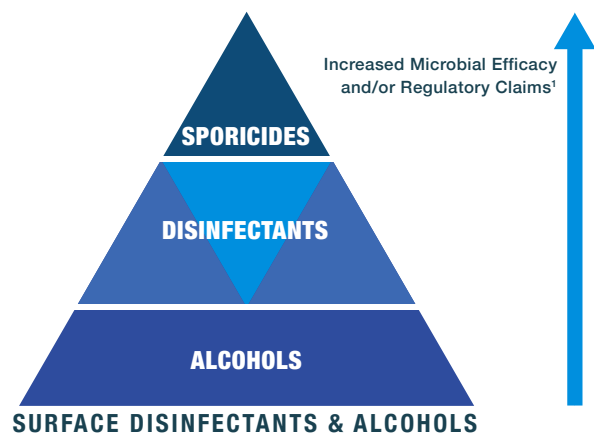 Increased Microbial Efficacy
and/or Regulatory Claims¹
SPORICIDES
DISINFECTANTS
ALCOHOLS
SURFACE DISINFECTANTS & ALCOHOLS